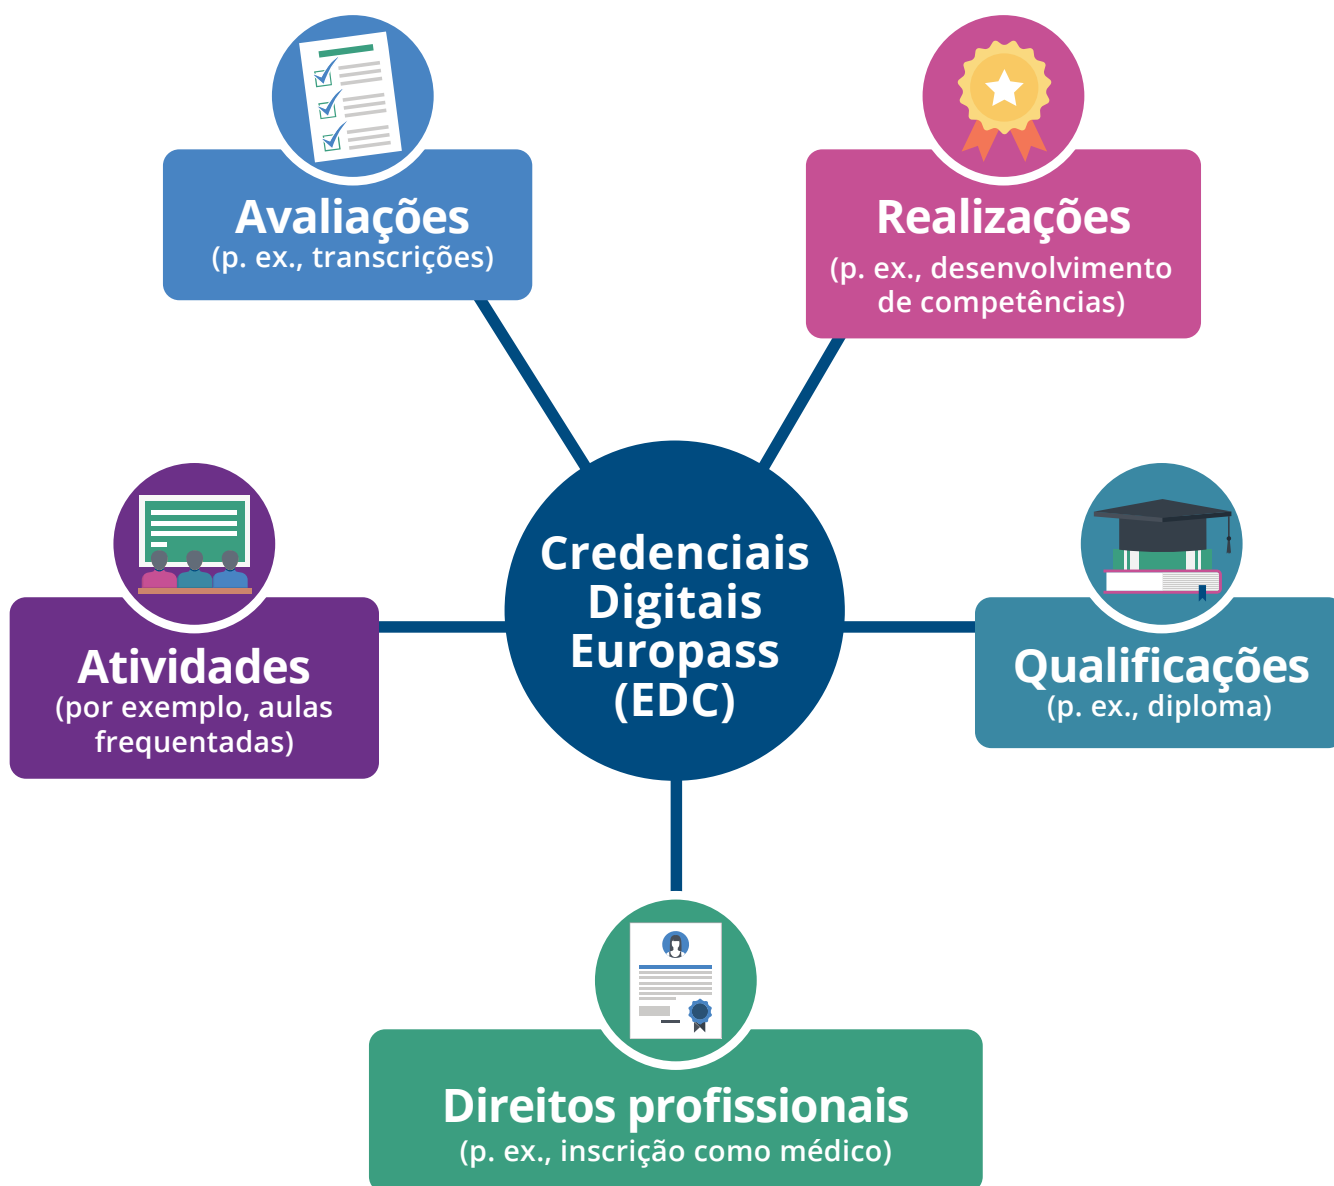 Avaliações
(p. ex., transcrições)
Realizações
(p. ex., desenvolvimento
de competências)
Credenciais
Digitais
Europass
(EDC)
Atividades
(por exemplo, aulas
frequentadas)
Qualificações
(p. ex., diploma)
Direitos profissionais
(p. ex., inscrição como médico)